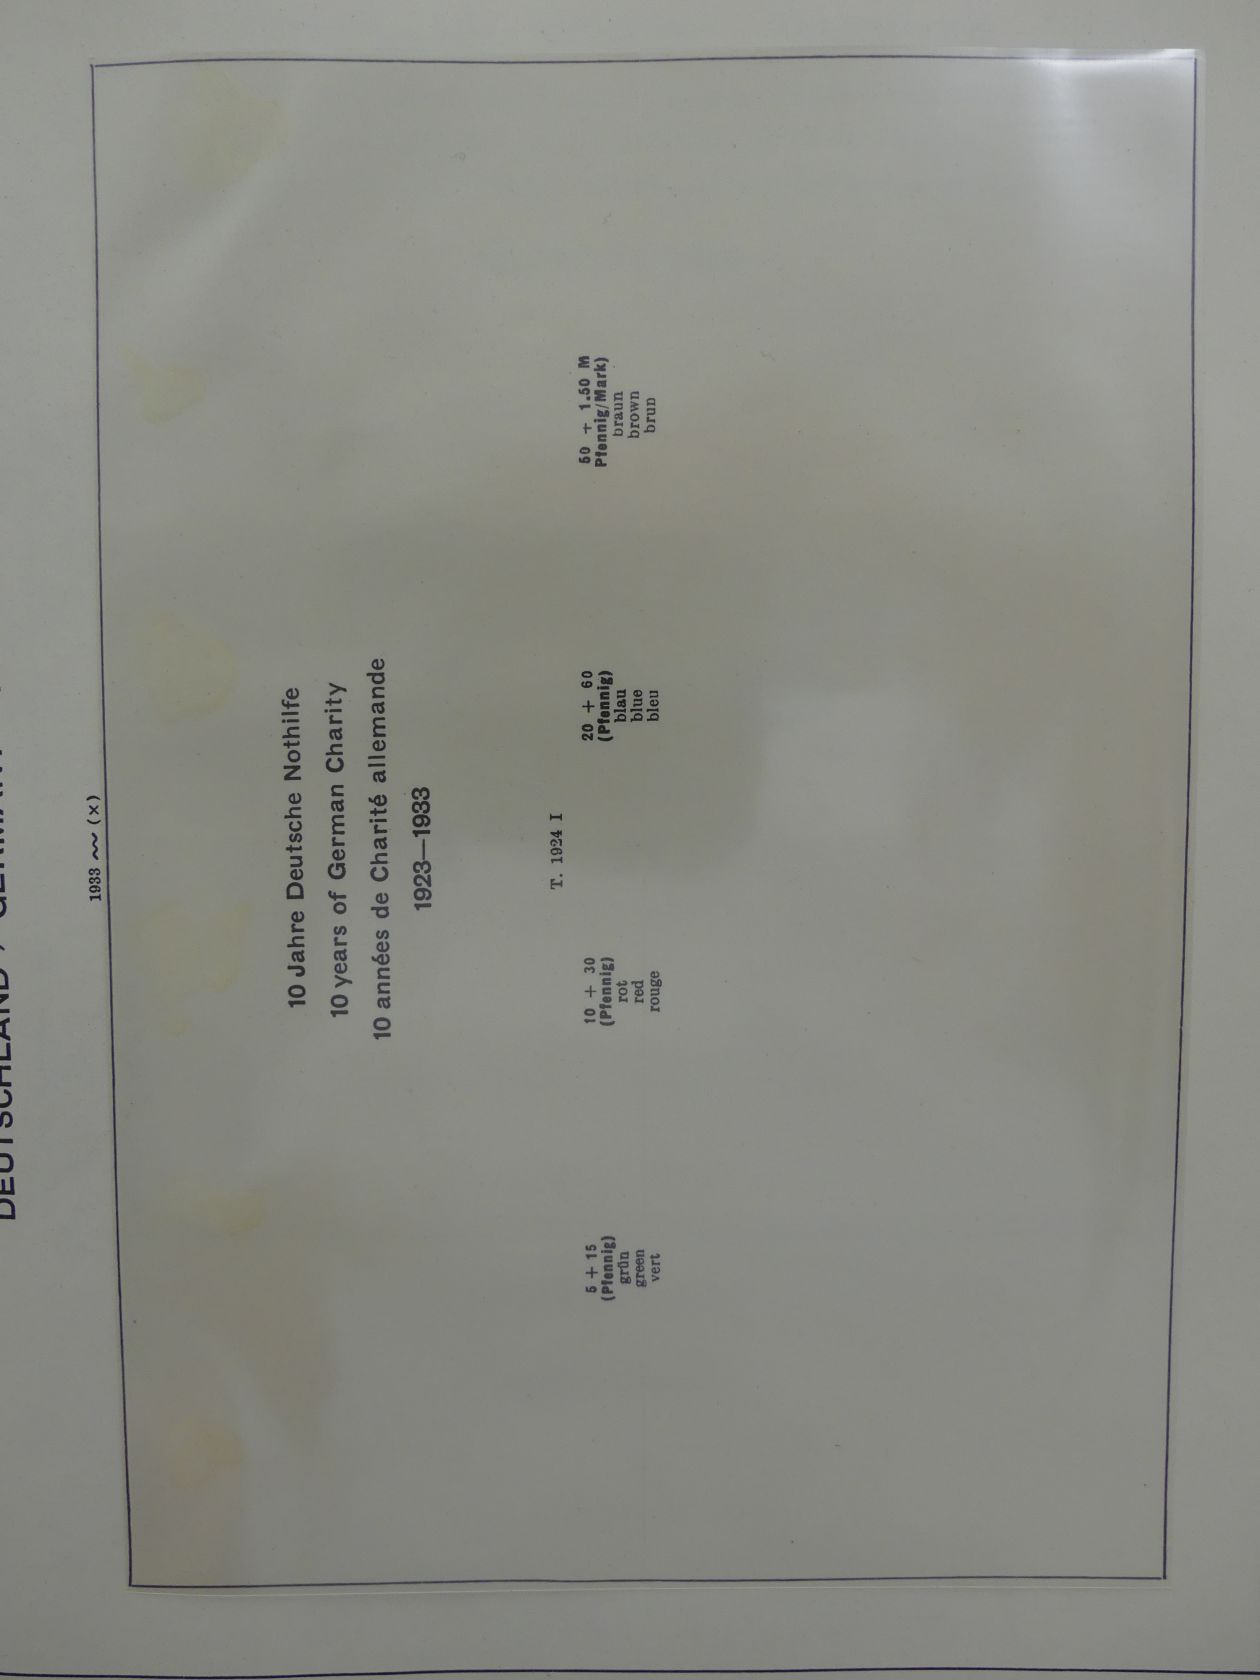 DEUTSCHLAND / GERMANY
1933 ~~ (x)
10 Jahre Deutsche Nothilfe
10 years of German Charity
10 années de Charité allemande
1923—1933
T. 1924 I
5 + 15
(Pfennig)
grün
green
vert
10 + 30
(Pfennig)
rot
red
rouge
20 + 60
(Pfennig)
blau
blue
bleu
50 + 1.50 M
Pfennig/Mark)
braun
brown
brun